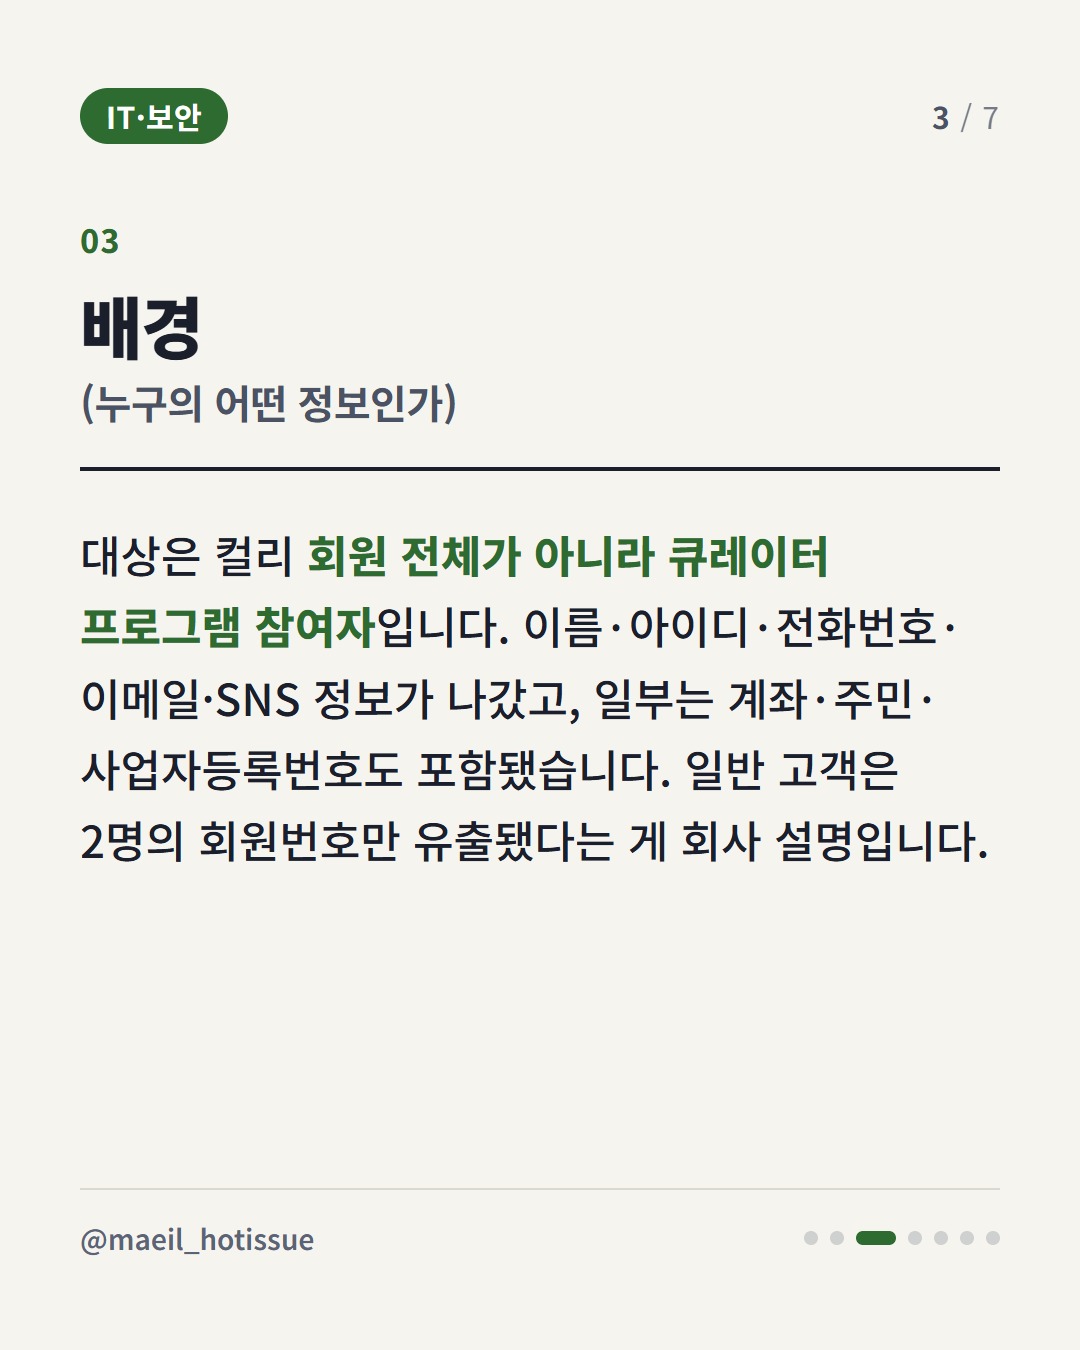 IT·보안
3 / 7
03
배경
(누구의 어떤 정보인가)
대상은 컬리 회원 전체가 아니라 큐레이터
프로그램 참여자입니다. 이름·아이디·전화번호·
이메일·SNS 정보가 나갔고, 일부는 계좌·주민·
사업자등록번호도 포함됐습니다. 일반 고객은
2명의 회원번호만 유출됐다는 게 회사 설명입니다.
@maeil_hotissue